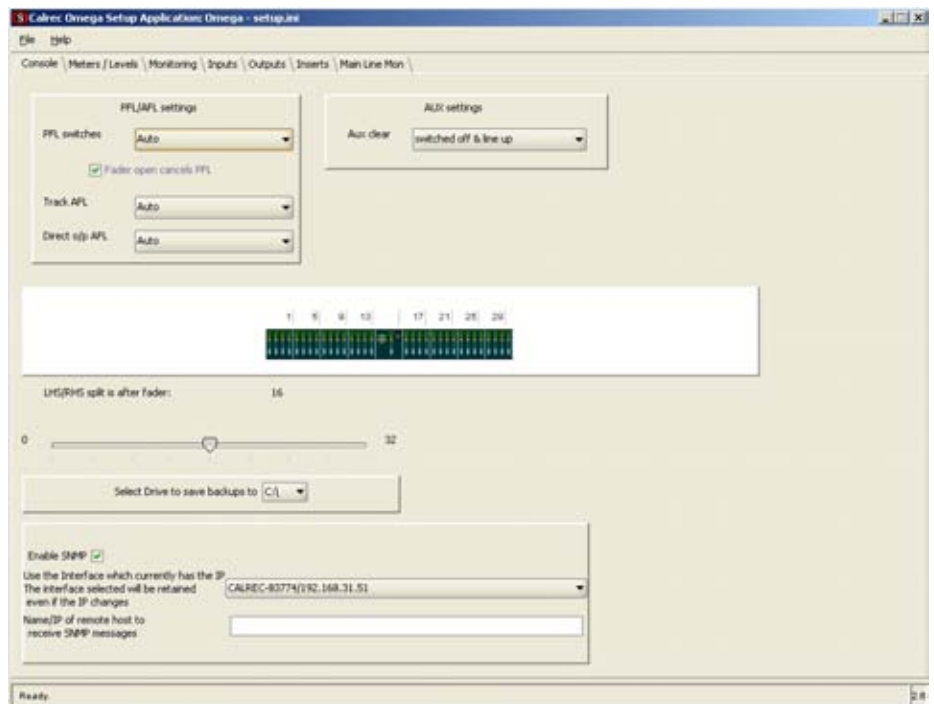 Calrec Omega Setup Application: Omega - setup.ini
File Help
Console Meters / Levels Monitoring Inputs Outputs Inserts Main Line Mon
PFL/AFL settings
PFL switches Auto
Fader open cancels PFL
Track AFL Auto
Direct o/p AFL Auto
AUX settings
Aux clear switched off & line up
1 5 9 13 17 21 25 29
LHS/RHS split is after fader: 16
0 32
Select Drive to save backups to C:\
Enable SNMP
Use the Interface which currently has the IP
The interface selected will be retained
even if the IP changes
CALREC-83774/192.168.31.51
Name/IP of remote host to
receive SNMP messages
Ready.
2.8